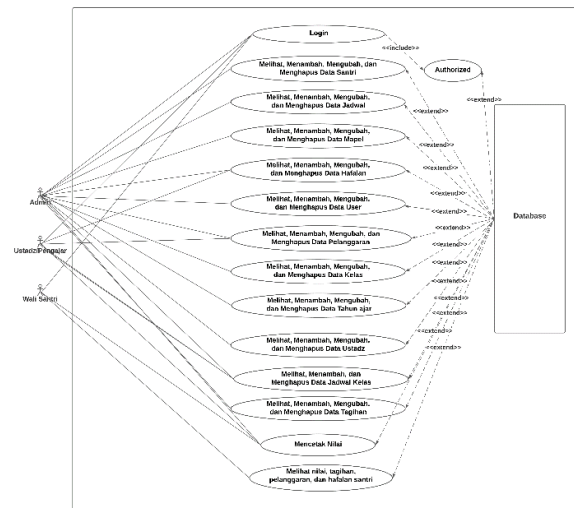 Login
<<include>>
Authorized
Melihat, Menambah, Mengubah, dan
Menghapus Data Santri
<<extend>>
Melihat, Menambah, Mengubah,
dan Menghapus Data Jadwal
<<extend>>
Melihat, Menambah, Mengubah,
dan Menghapus Data Mapel
<<extend>>
Melihat, Menambah, Mengubah,
dan Menghapus Data Hafalan
<<extend>>
<<extend>>
Admin
Melihat, Menambah, Mengubah,
dan Menghapus Data User
<<extend>>
Database
<<extend>>
Melihat, Menambah, Mengubah, dan
Menghapus Data Pelanggaran
<<extend>>
Ustadz/Pengajar
<<extend>>
Melihat, Menambah, Mengubah,
dan Menghapus Data Kelas
<<extend>>
Wali Santri
Melihat, Menambah, Mengubah,
dan Menghapus Data Tahun ajar
<<extend>>
<<extend>>
<<extend>>
Melihat, Menambah, Mengubah,
dan Menghapus Data Ustadz
<<extend>>
Melihat, Menambah, dan
Menghapus Data Jadwal Kelas
Melihat, Menambah, Mengubah,
dan Menghapus Data Tagihan
Mencetak Nilai
Melihat nilai, tagihan,
pelanggaran, dan hafalan santri